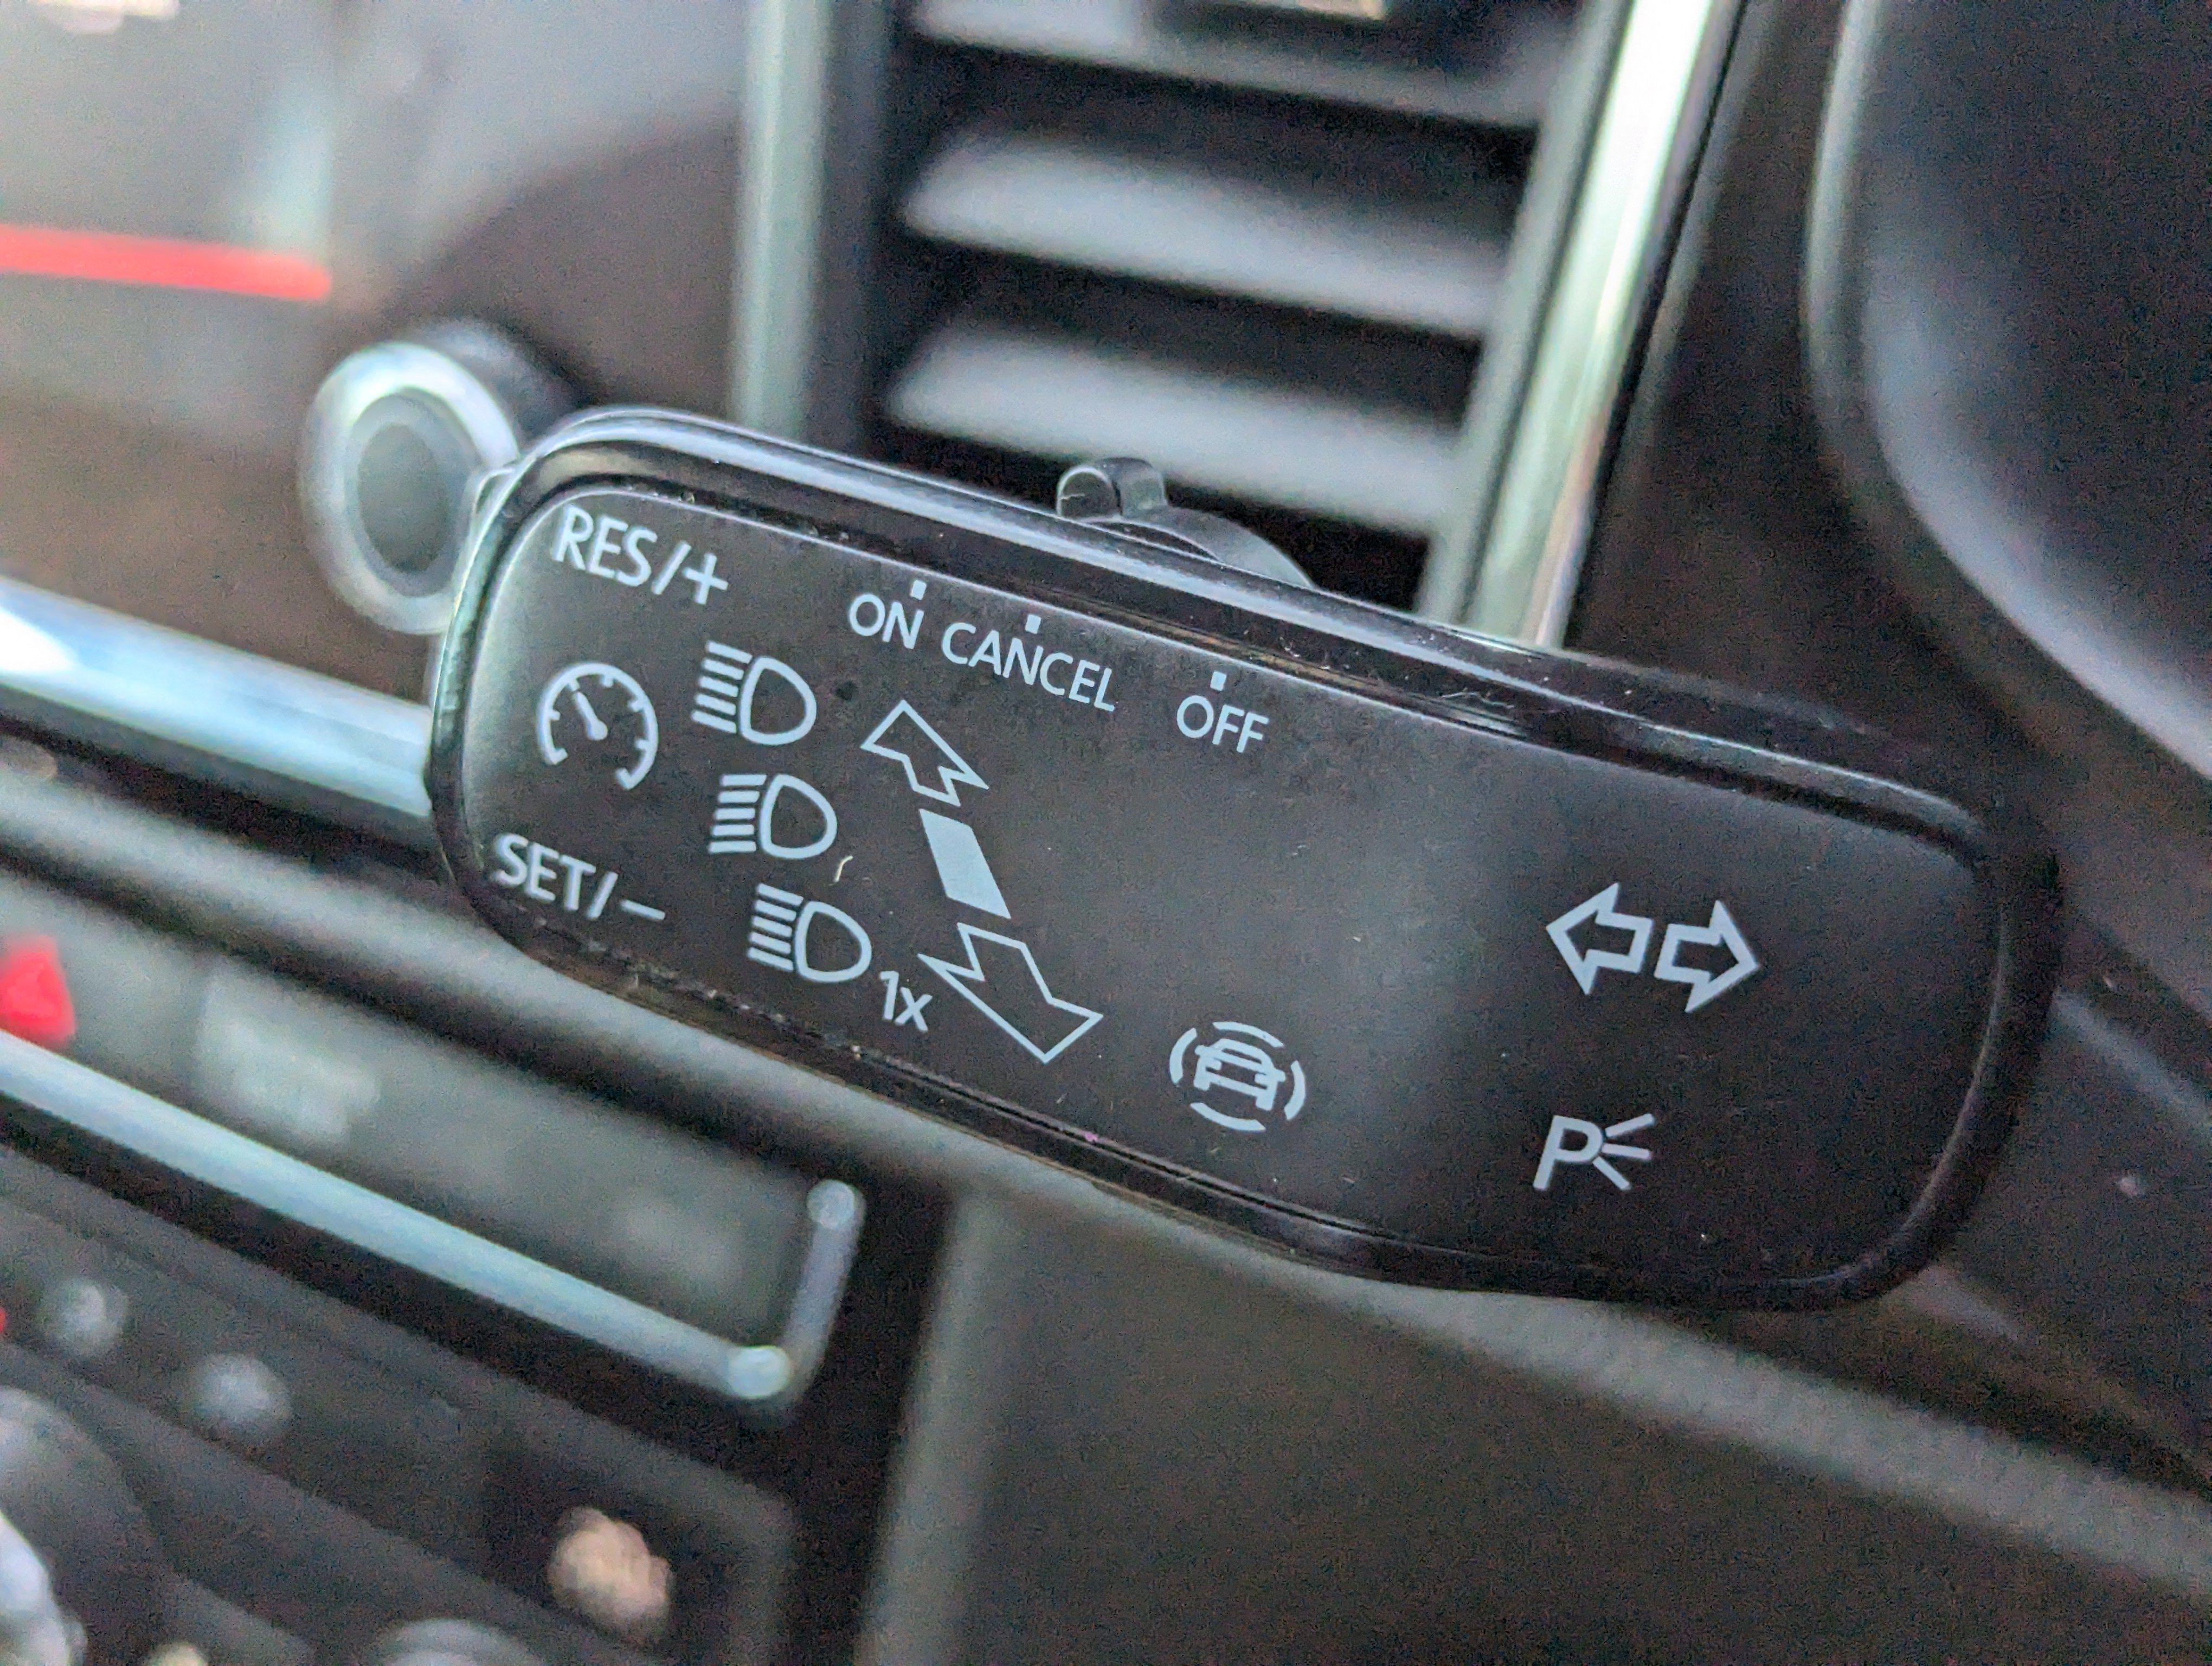 RES/+
ON CANCEL OFF
SET/–
1x
P